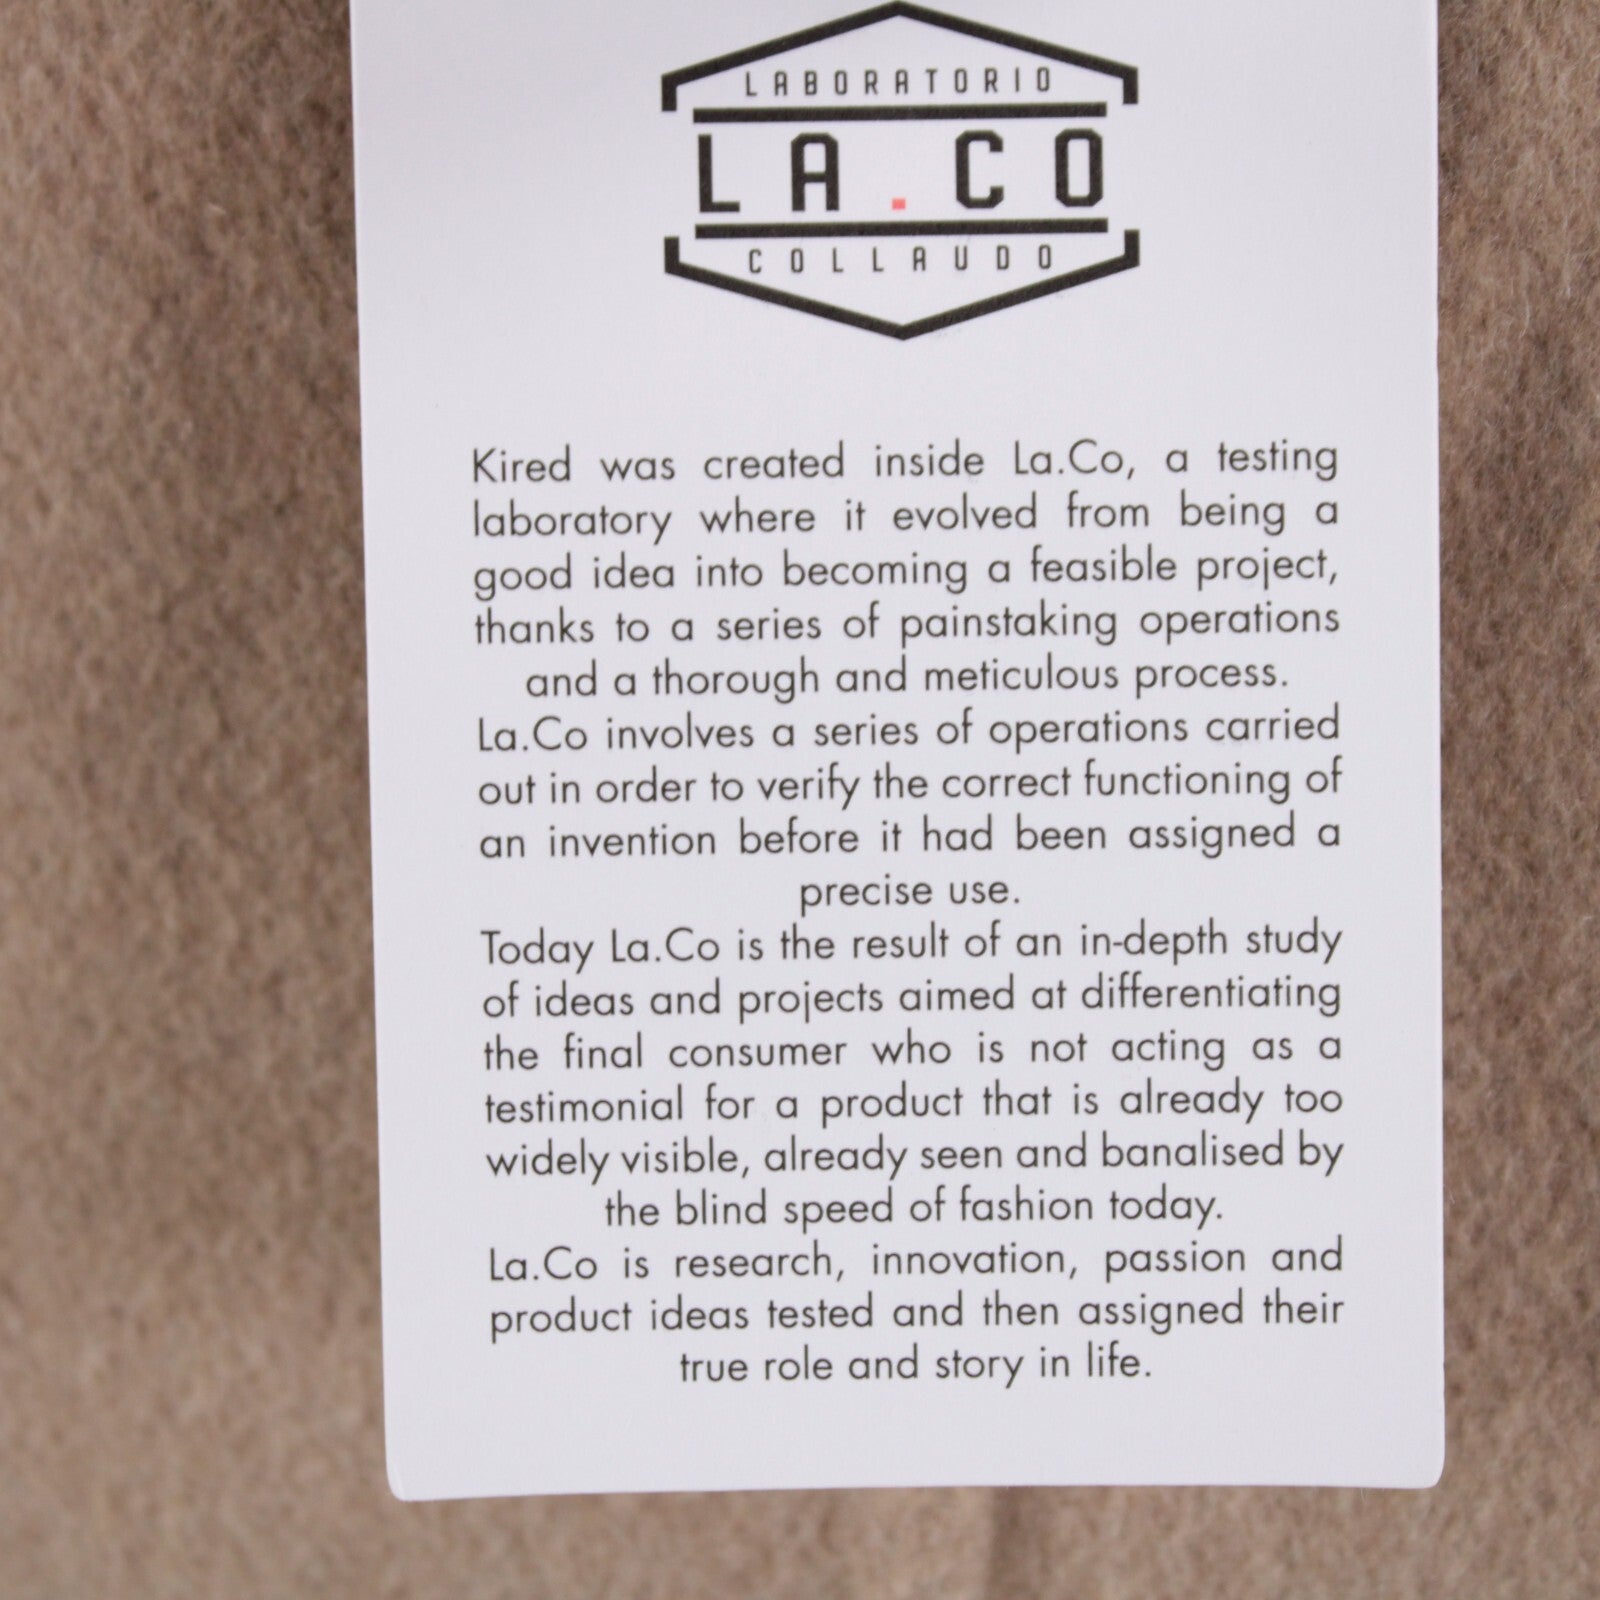 LABORATORIO
LA.CO
COLLAUDO
Kired was created inside La.Co, a testing
laboratory where it evolved from being a
good idea into becoming a feasible project,
thanks to a series of painstaking operations
and a thorough and meticulous process.
La.Co involves a series of operations carried
out in order to verify the correct functioning of
an invention before it had been assigned a
precise use.
Today La.Co is the result of an in-depth study
of ideas and projects aimed at differentiating
the final consumer who is not acting as a
testimonial for a product that is already too
widely visible, already seen and banalised by
the blind speed of fashion today.
La.Co is research, innovation, passion and
product ideas tested and then assigned their
true role and story in life.